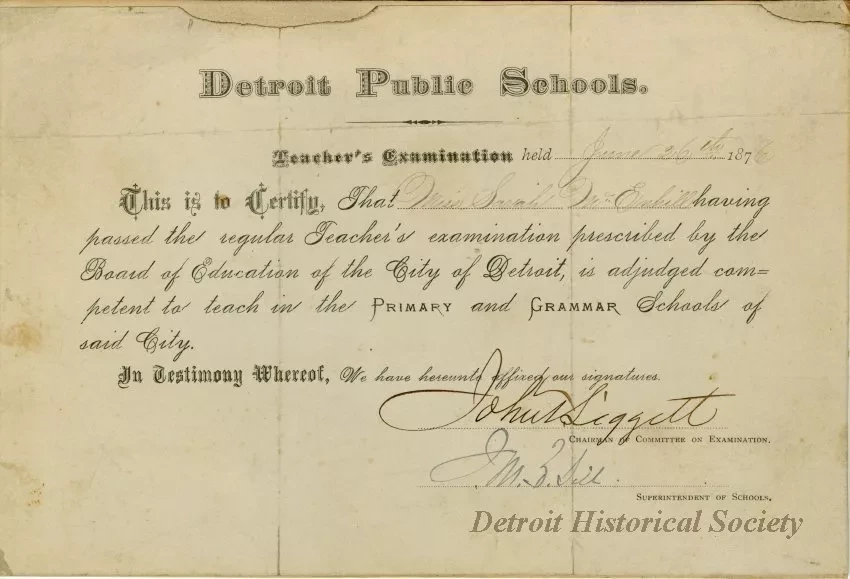 Detroit Public Schools.
Teacher's Examination held June 26th 1876
This is to Certify, That Miss Sarah Mc having
passed the regular Teacher's examination prescribed by the
Board of Education of the City of Detroit, is adjudged com=
petent to teach in the PRIMARY and GRAMMAR Schools of
said City.
In Testimony Whereof, We have hereunto affixed our signatures.
John Liggett
CHAIRMAN OF COMMITTEE ON EXAMINATION.
J. M. B. Sill
SUPERINTENDENT OF SCHOOLS.
Detroit Historical Society